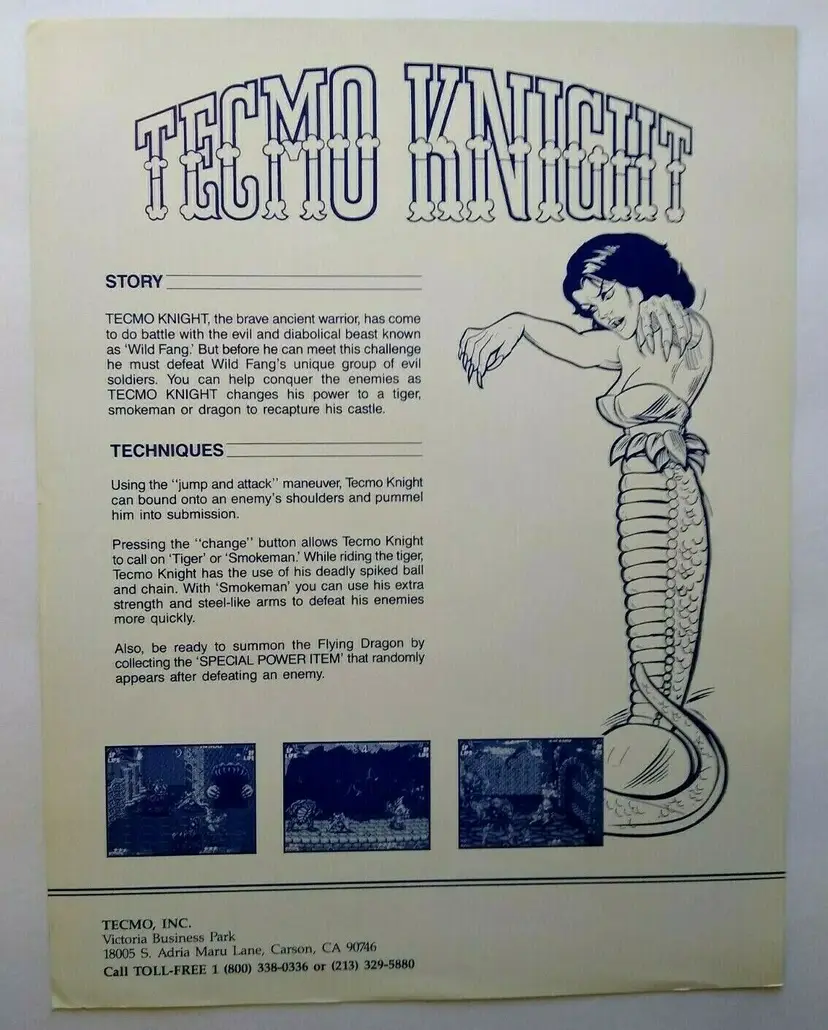 TECMO KNIGHT
STORY
TECMO KNIGHT, the brave ancient warrior, has come
to do battle with the evil and diabolical beast known
as 'Wild Fang.' But before he can meet this challenge
he must defeat Wild Fang's unique group of evil
soldiers. You can help conquer the enemies as
TECMO KNIGHT changes his power to a tiger,
smokeman or dragon to recapture his castle.
TECHNIQUES
Using the "jump and attack" maneuver, Tecmo Knight
can bound onto an enemy's shoulders and pummel
him into submission.
Pressing the "change" button allows Tecmo Knight
to call on 'Tiger' or 'Smokeman.' While riding the tiger,
Tecmo Knight has the use of his deadly spiked ball
and chain. With 'Smokeman' you can use his extra
strength and steel-like arms to defeat his enemies
more quickly.
Also, be ready to summon the Flying Dragon by
collecting the 'SPECIAL POWER ITEM' that randomly
appears after defeating an enemy.
TECMO, INC.
Victoria Business Park
18005 S. Adria Maru Lane, Carson, CA 90746
Call TOLL-FREE 1 (800) 338-0336 or (213) 329-5880